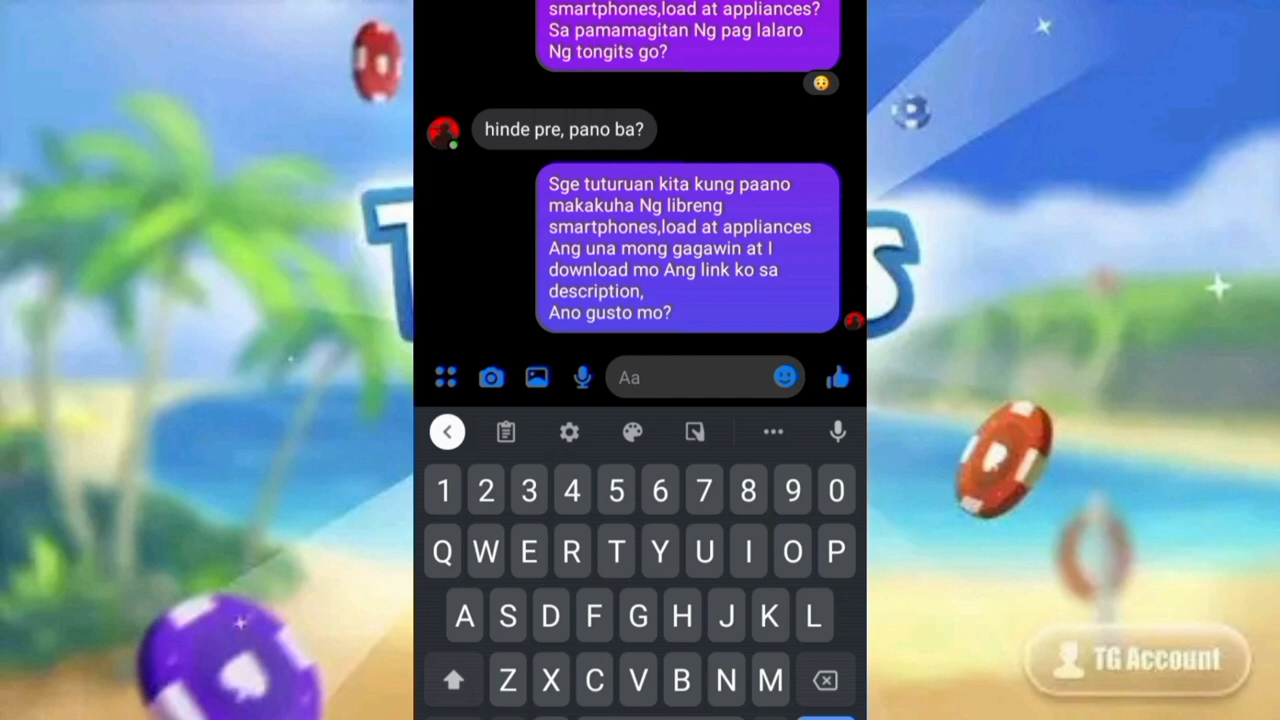 smartphones,load at appliances?
Sa pamamagitan Ng pag lalaro
Ng tongits go?
hinde pre, pano ba?
Sge tuturuan kita kung paano
makakuha Ng libreng
smartphones,load at appliances
Ang una mong gagawin at I
download mo Ang link ko sa
description,
Ano gusto mo?
Aa
1 2 3 4 5 6 7 8 9 0
Q W E R T Y U I O P
A S D F G H J K L
Z X C V B N M
TG Account